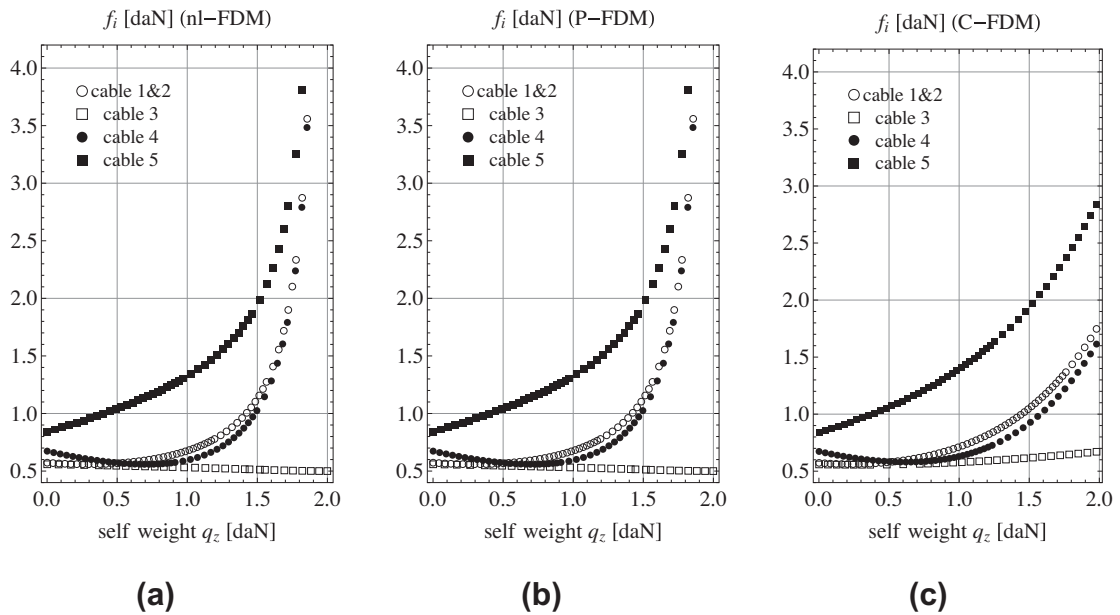 f_i [daN] (nl−FDM)
4.0
3.5
3.0
2.5
2.0
1.5
1.0
0.5
cable 1&2
cable 3
cable 4
cable 5
0.0 0.5 1.0 1.5 2.0
self weight q_z [daN]
(a)
f_i [daN] (P−FDM)
4.0
3.5
3.0
2.5
2.0
1.5
1.0
0.5
cable 1&2
cable 3
cable 4
cable 5
0.0 0.5 1.0 1.5 2.0
self weight q_z [daN]
(b)
f_i [daN] (C−FDM)
4.0
3.5
3.0
2.5
2.0
1.5
1.0
0.5
cable 1&2
cable 3
cable 4
cable 5
0.0 0.5 1.0 1.5 2.0
self weight q_z [daN]
(c)